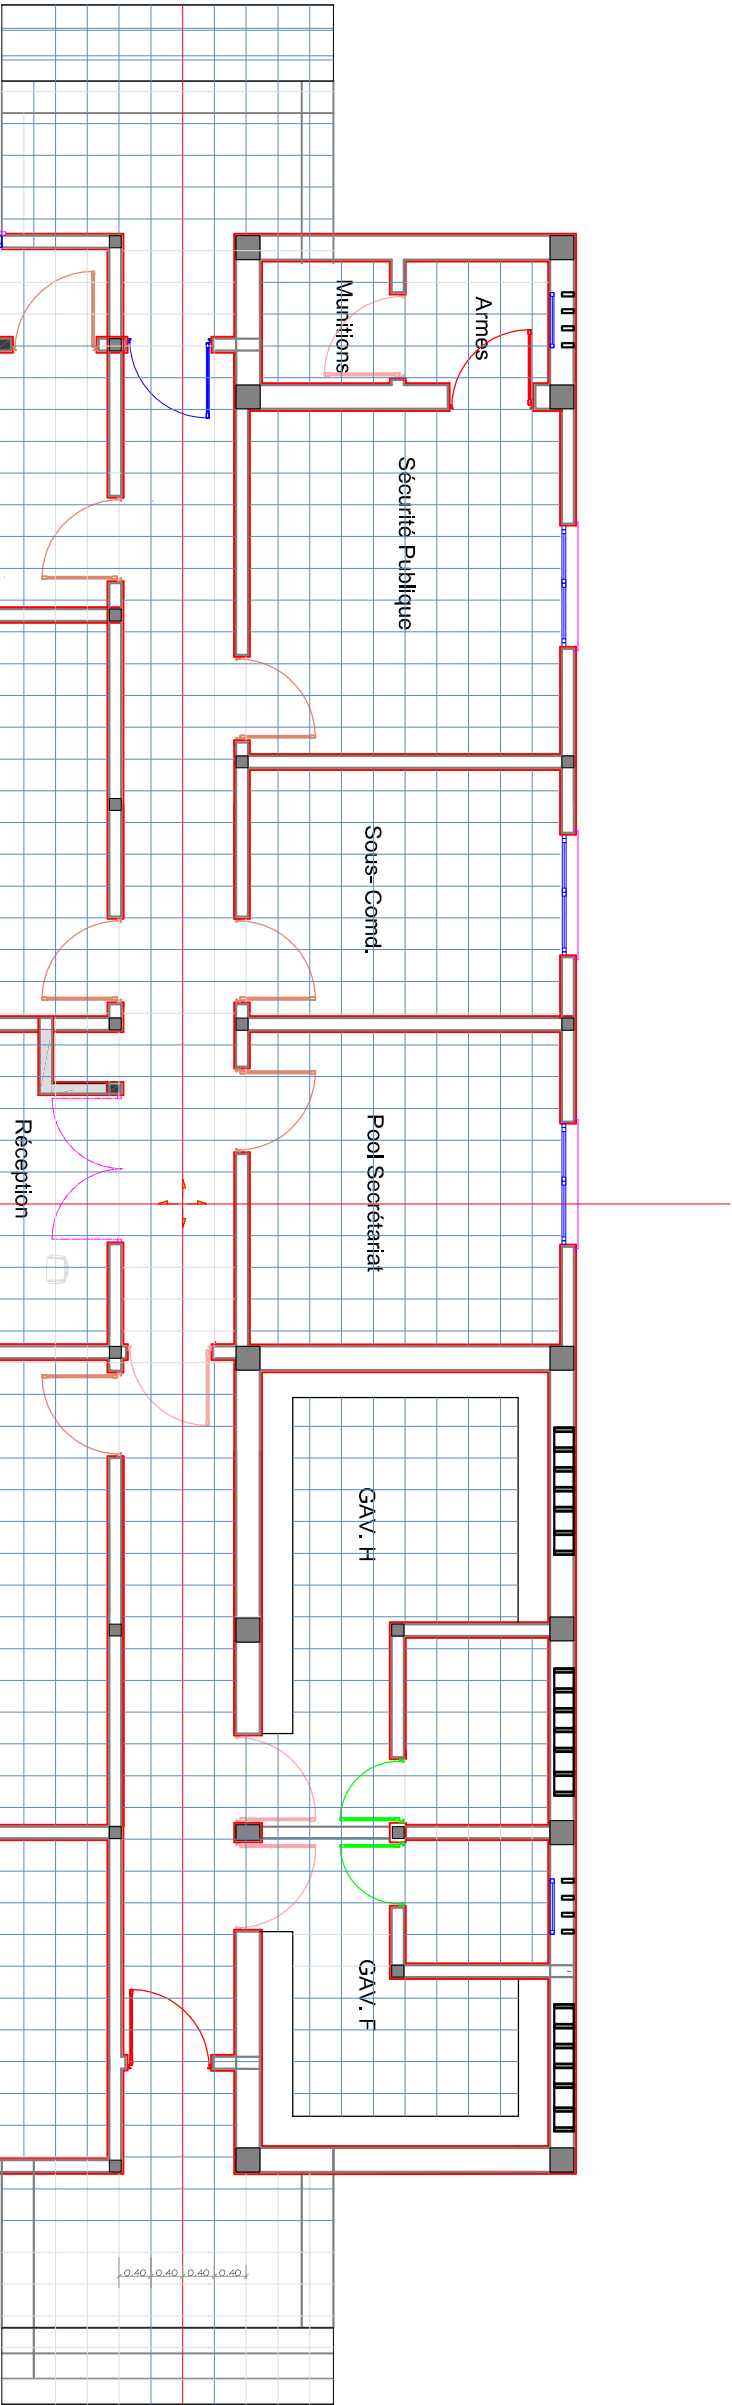 Munitions
Armes
Sécurité Publique
Sous- Comd.
Réception
Pool Secrétariat
GAV. H
GAV. F
0.40 0.40 0.40 0.40